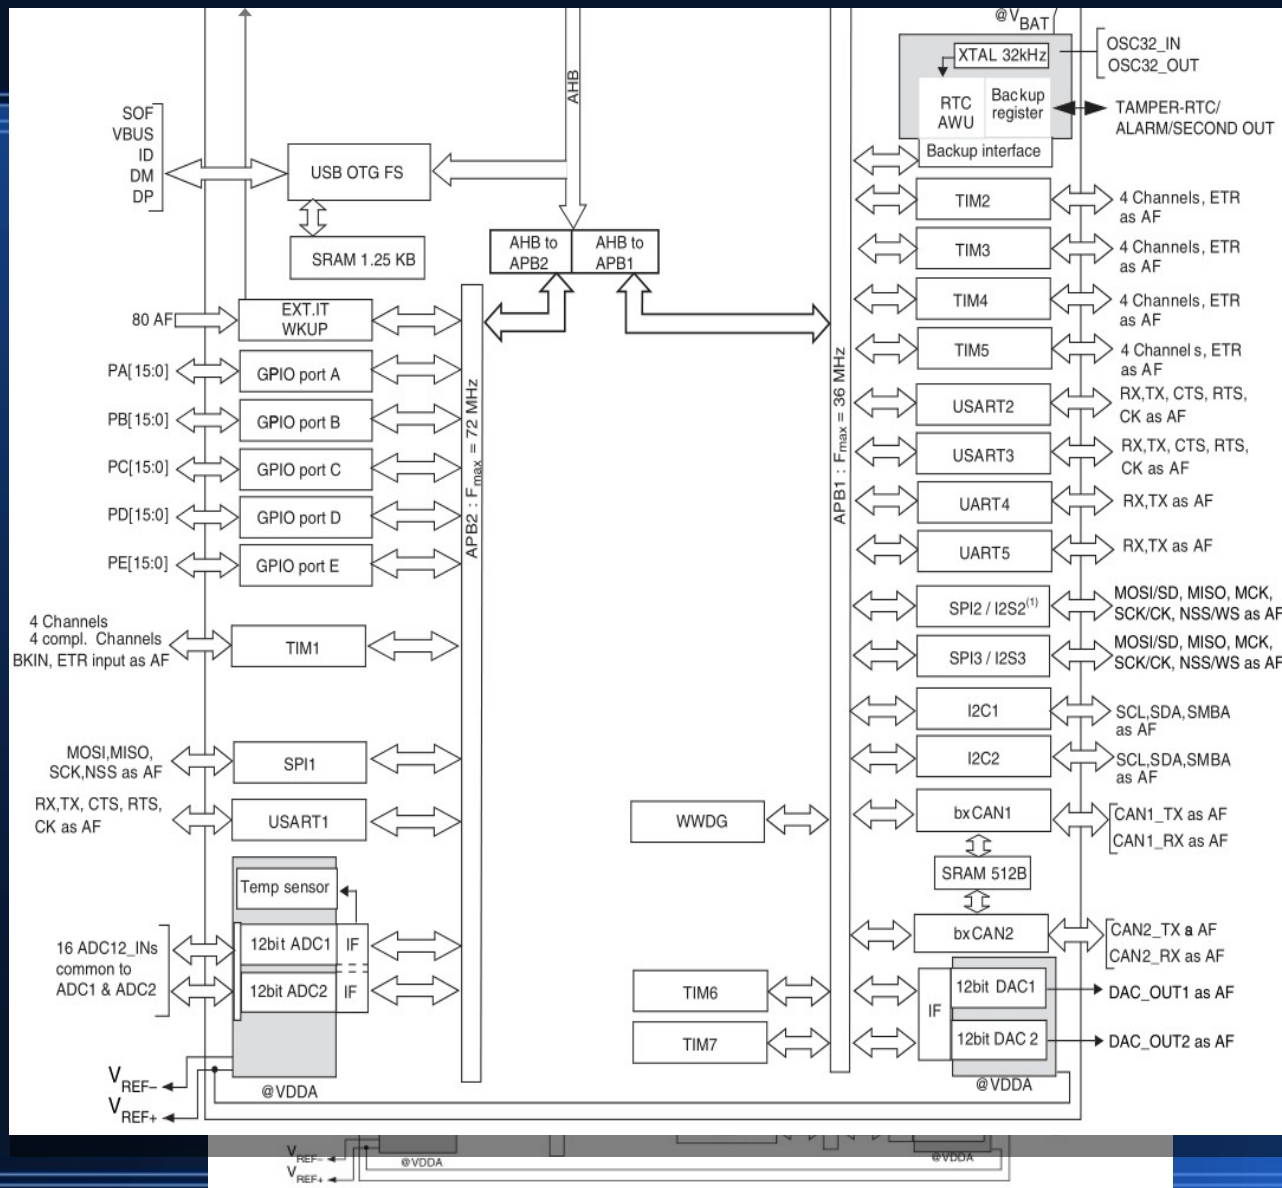 @VBAT
XTAL 32kHz
OSC32_IN
OSC32_OUT
RTC
AWU
Backup
register
TAMPER-RTC/
ALARM/SECOND OUT
Backup interface
AHB
SOF
VBUS
ID
DM
DP
USB OTG FS
SRAM 1.25 KB
AHB to
APB2
AHB to
APB1
80 AF
EXT.IT
WKUP
PA[15:0]
GPIO port A
PB[15:0]
GPIO port B
PC[15:0]
GPIO port C
PD[15:0]
GPIO port D
PE[15:0]
GPIO port E
4 Channels
4 compl. Channels
BKIN, ETR input as AF
TIM1
MOSI,MISO,
SCK,NSS as AF
SPI1
RX,TX, CTS, RTS,
CK as AF
USART1
Temp sensor
16 ADC12_INs
common to
ADC1 & ADC2
12bit ADC1
IF
12bit ADC2
IF
VREF–
VREF+
@VDDA
APB2 : Fmax = 72 MHz
WWDG
TIM6
TIM7
APB1 : Fmax = 36 MHz
TIM2
4 Channels, ETR
as AF
TIM3
4 Channels, ETR
as AF
TIM4
4 Channels, ETR
as AF
TIM5
4 Channels, ETR
as AF
USART2
RX,TX, CTS, RTS,
CK as AF
USART3
RX,TX, CTS, RTS,
CK as AF
UART4
RX,TX as AF
UART5
RX,TX as AF
SPI2 / I2S2(1)
MOSI/SD, MISO, MCK,
SCK/CK, NSS/WS as AF
SPI3 / I2S3
MOSI/SD, MISO, MCK,
SCK/CK, NSS/WS as AF
I2C1
SCL,SDA,SMBA
as AF
I2C2
SCL,SDA,SMBA
as AF
bxCAN1
CAN1_TX as AF
CAN1_RX as AF
SRAM 512B
bxCAN2
CAN2_TX a AF
CAN2_RX as AF
IF
12bit DAC1
DAC_OUT1 as AF
12bit DAC 2
DAC_OUT2 as AF
@VDDA
VREF–
VREF+
@VDDA
@VDDA